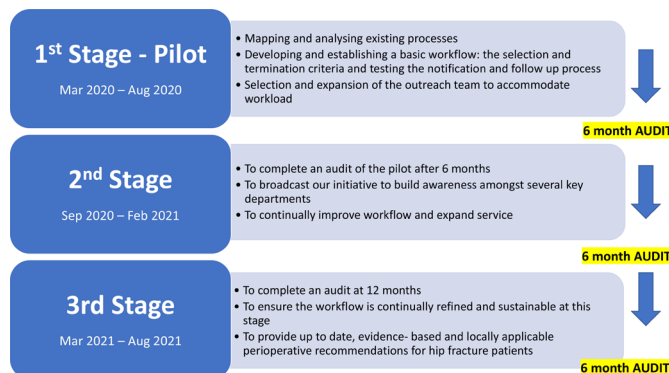 1st Stage - Pilot
Mar 2020 – Aug 2020
• Mapping and analysing existing processes
• Developing and establishing a basic workflow: the selection and
termination criteria and testing the notification and follow up process
• Selection and expansion of the outreach team to accommodate
workload
6 month AUDIT
2nd Stage
Sep 2020 – Feb 2021
• To complete an audit of the pilot after 6 months
• To broadcast our initiative to build awareness amongst several key
departments
• To continually improve workflow and expand service
6 month AUDIT
3rd Stage
Mar 2021 – Aug 2021
• To complete an audit at 12 months
• To ensure the workflow is continually refined and sustainable at this
stage
• To provide up to date, evidence- based and locally applicable
perioperative recommendations for hip fracture patients
6 month AUDIT